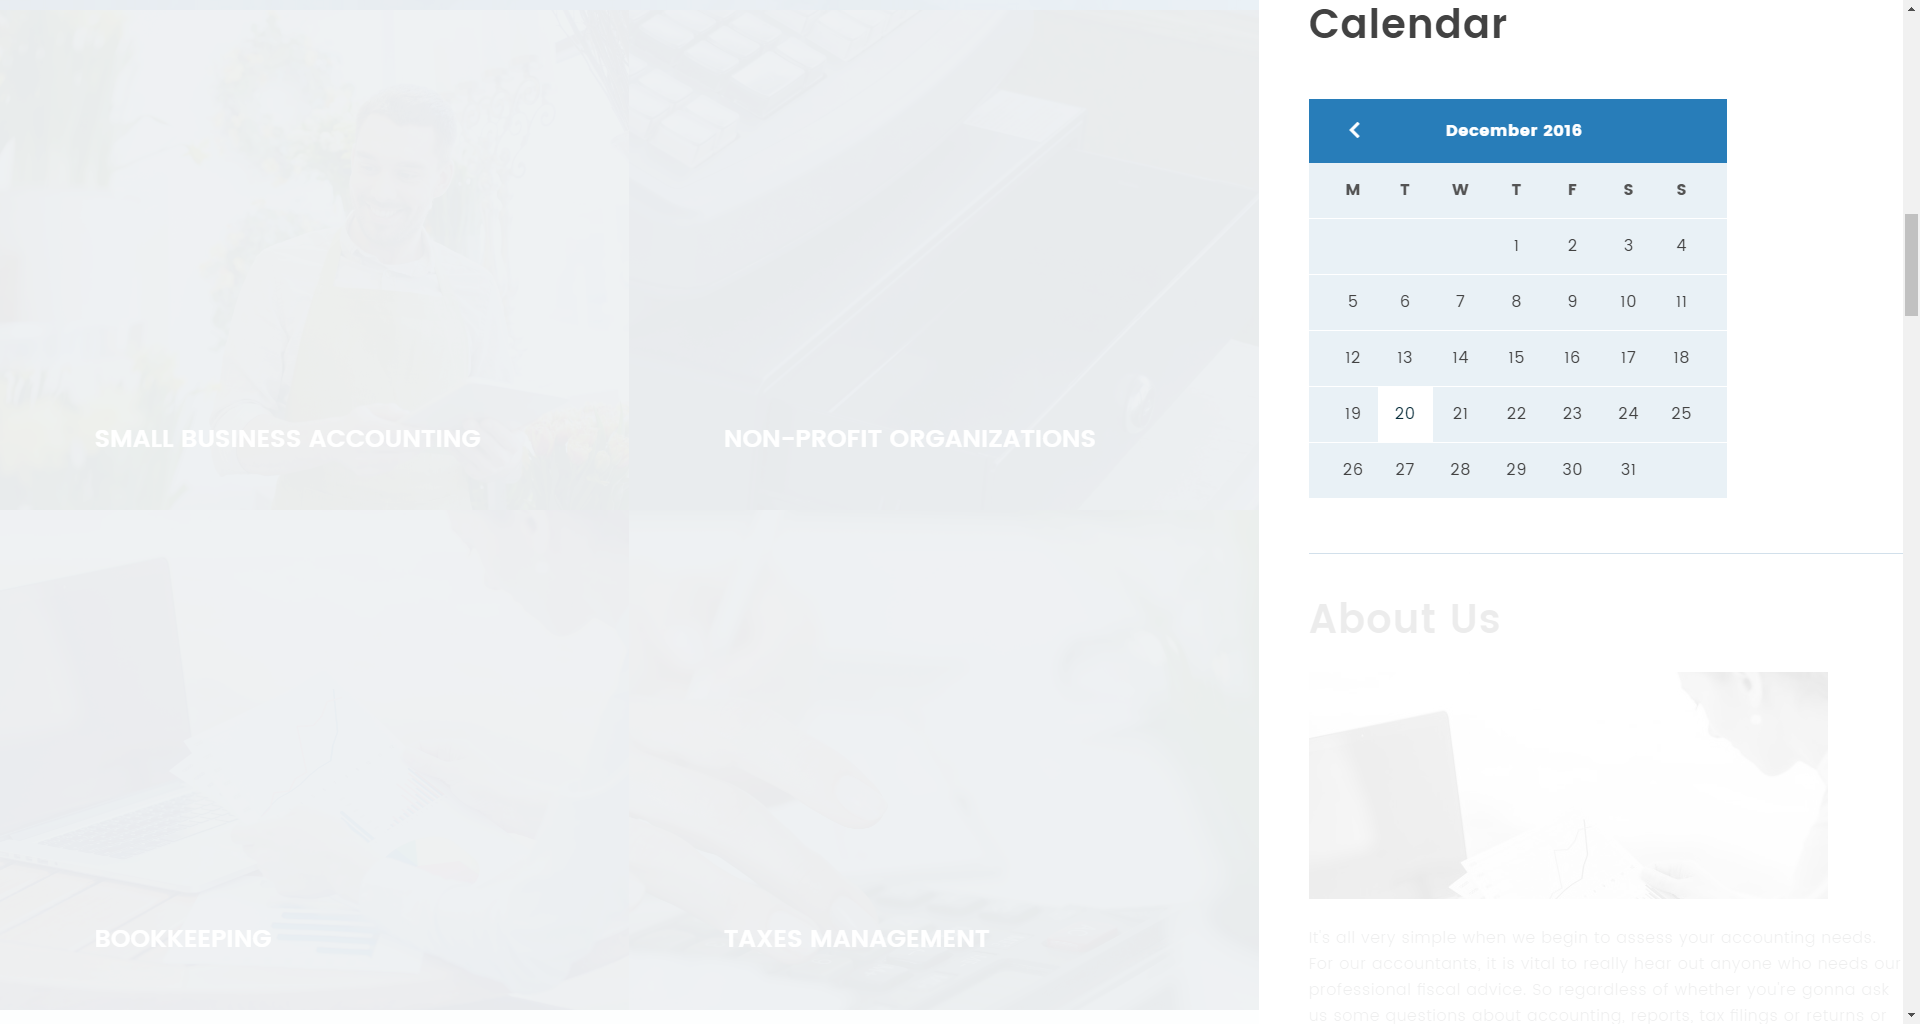 SMALL BUSINESS ACCOUNTING
NON-PROFIT ORGANIZATIONS
BOOKKEEPING
TAXES MANAGEMENT
Calendar
December 2016
M T W T F S S
1 2 3 4
5 6 7 8 9 10 11
12 13 14 15 16 17 18
19 20 21 22 23 24 25
26 27 28 29 30 31
About Us
It's all very simple when we begin to assess your accounting needs.
For our accountants, it is vital to really hear out anyone who needs our
professional fiscal advice. So regardless of whether you're gonna ask
us some questions about accounting, reports, tax filings or returns or